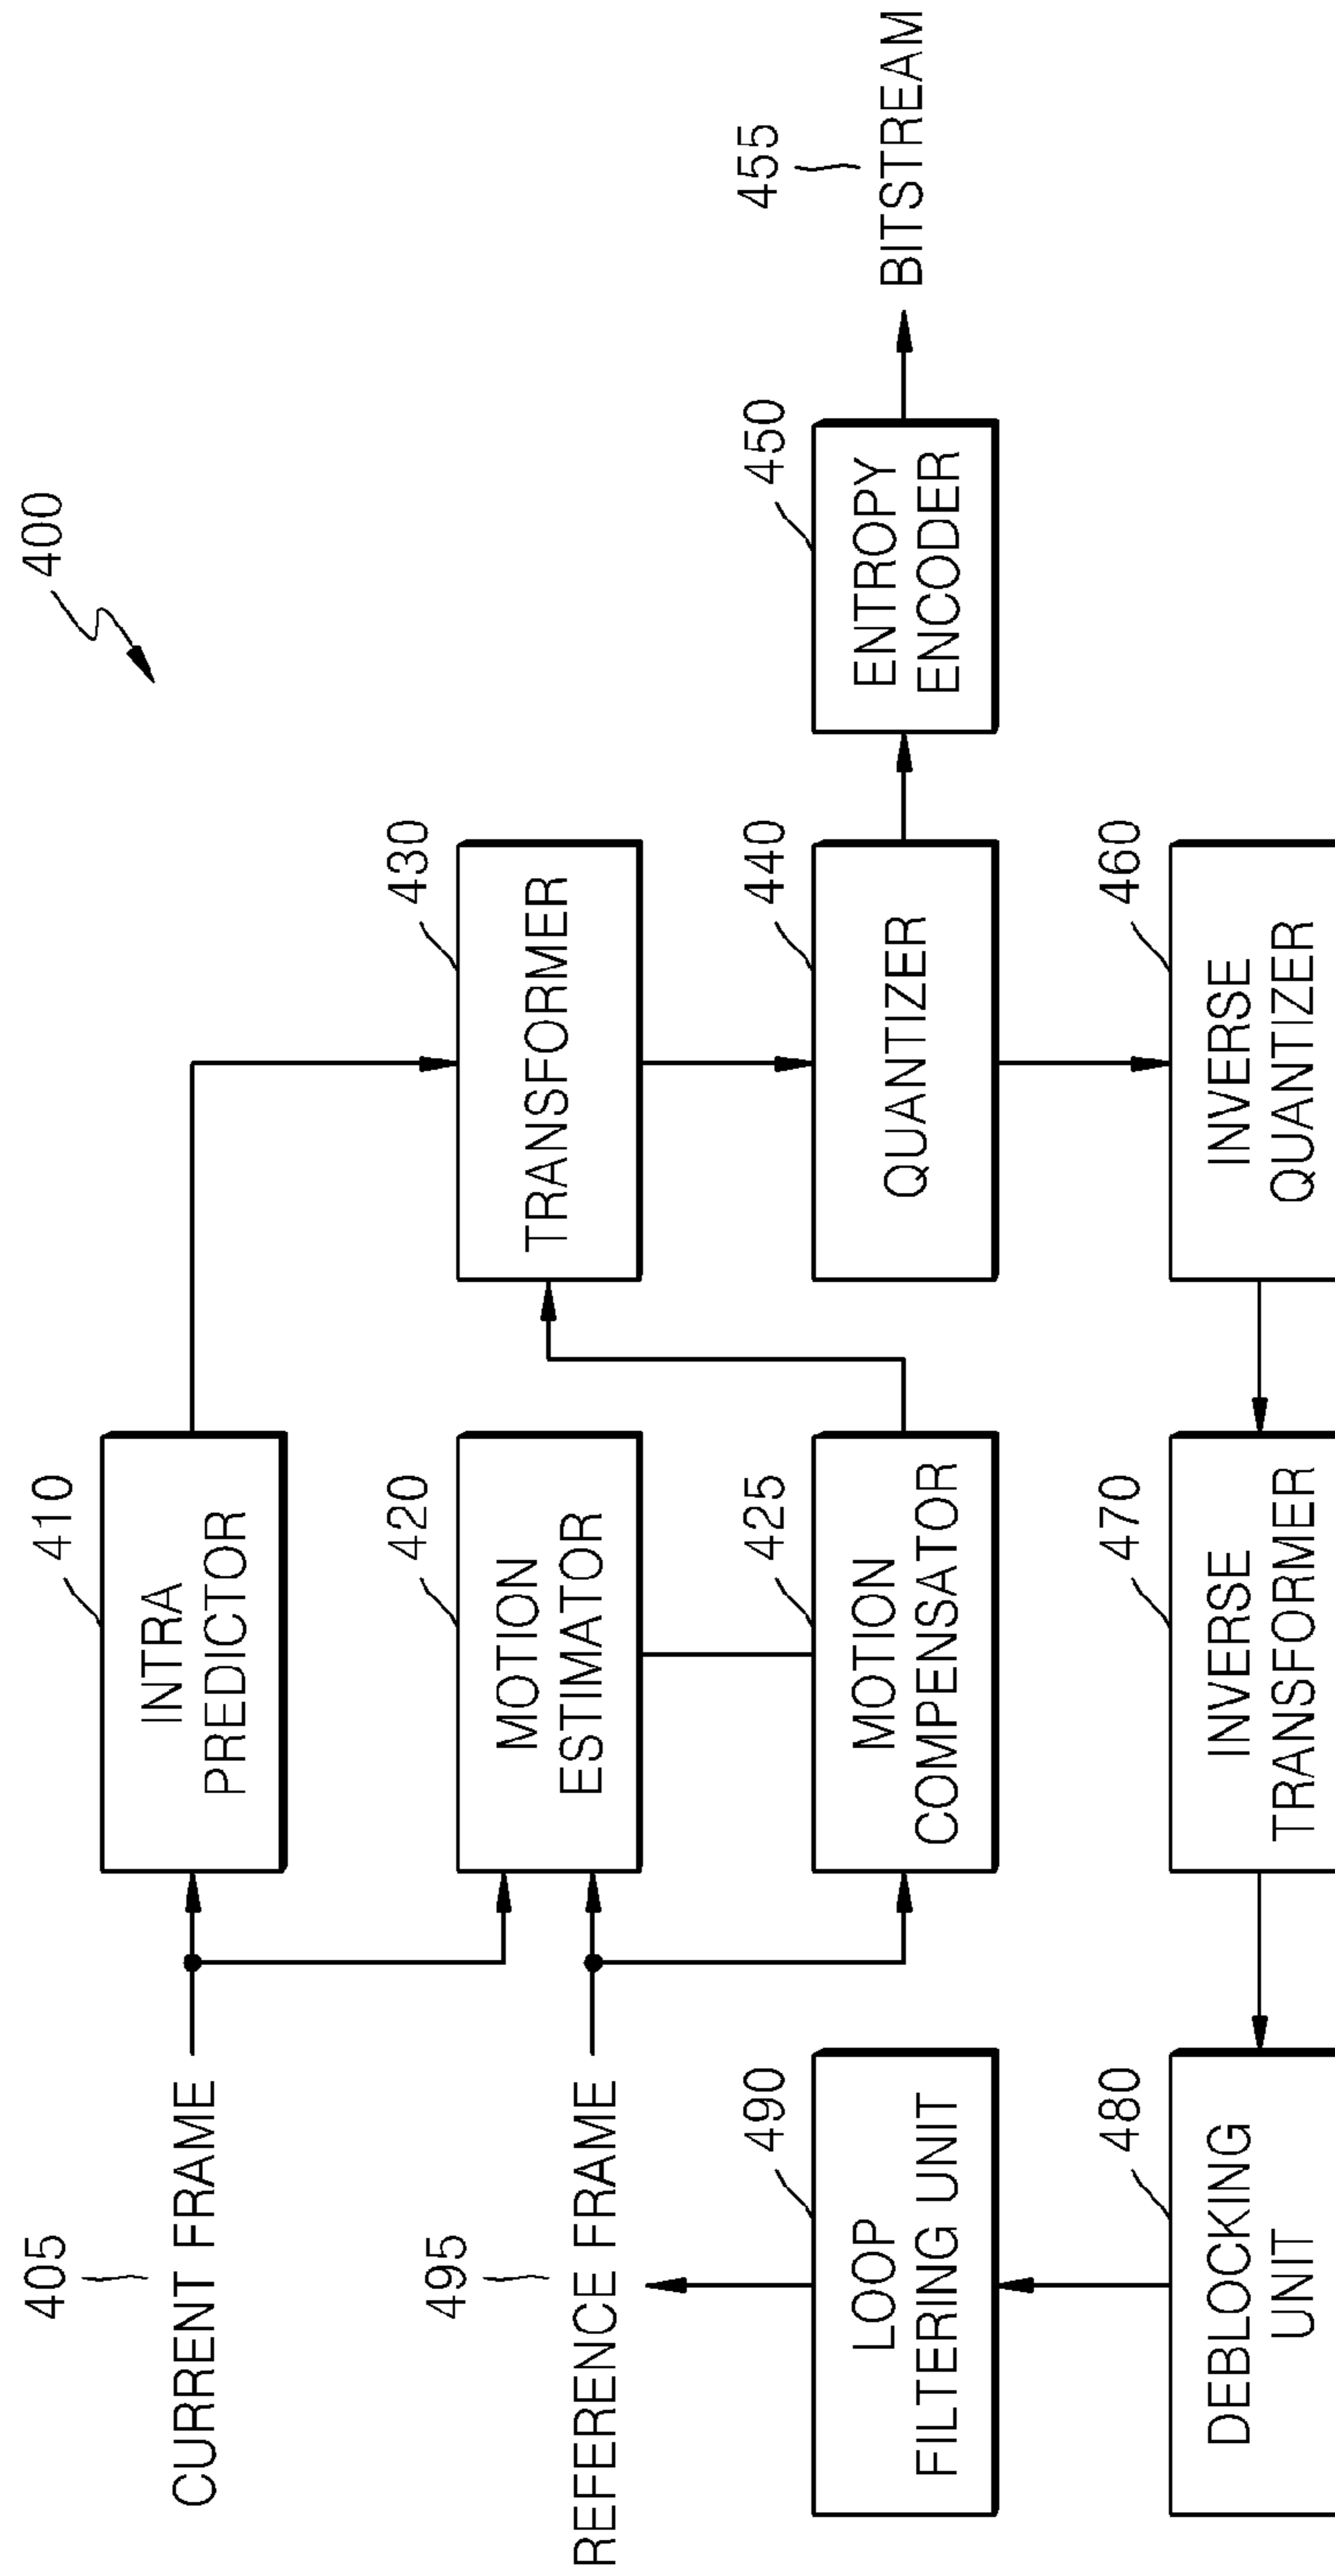 400
405
CURRENT FRAME
410
INTRA
PREDICTOR
495
REFERENCE FRAME
420
MOTION
ESTIMATOR
430
TRANSFORMER
490
LOOP
FILTERING UNIT
425
MOTION
COMPENSATOR
440
QUANTIZER
450
ENTROPY
ENCODER
455
BITSTREAM
480
DEBLOCKING
UNIT
470
INVERSE
TRANSFORMER
460
INVERSE
QUANTIZER